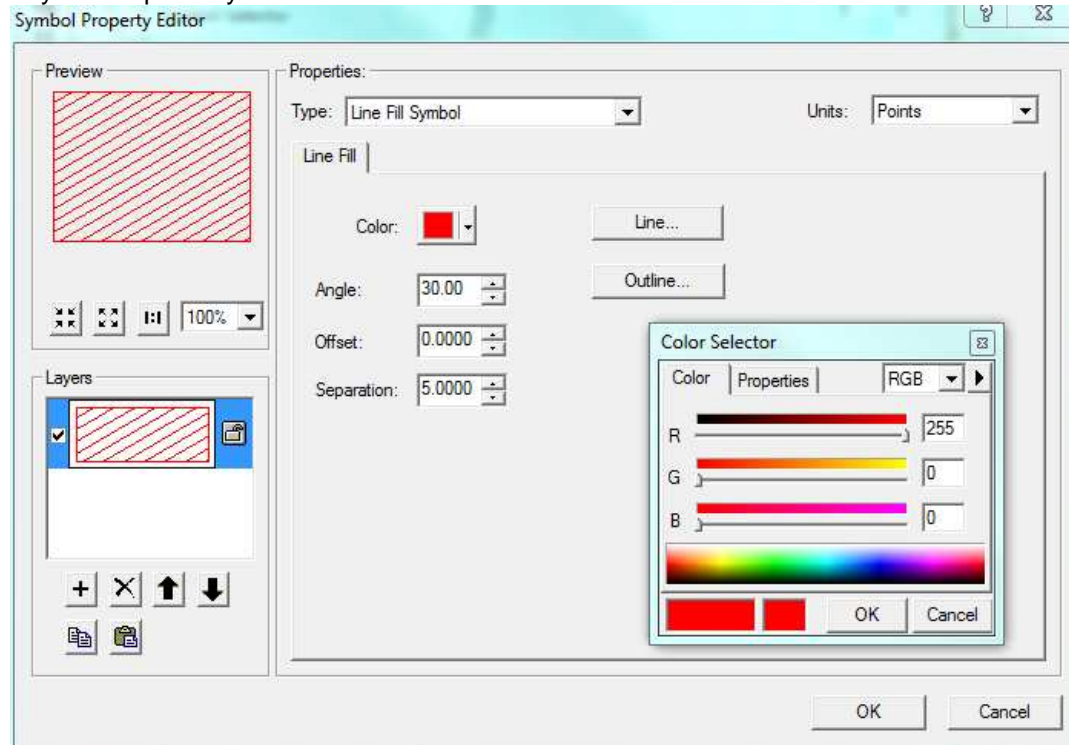 Symbol Property Editor
Preview
100%
Layers
Properties:
Type: Line Fill Symbol Units: Points
Line Fill
Color: Line...
Angle: 30.00 Outline...
Offset: 0.0000
Separation: 5.0000
Color Selector
Color Properties RGB
R 255
G 0
B 0
OK Cancel
OK Cancel